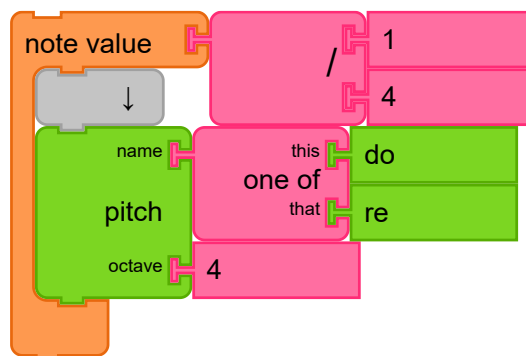 note value / 1
4
↓
name this do
one of
pitch that re
octave 4